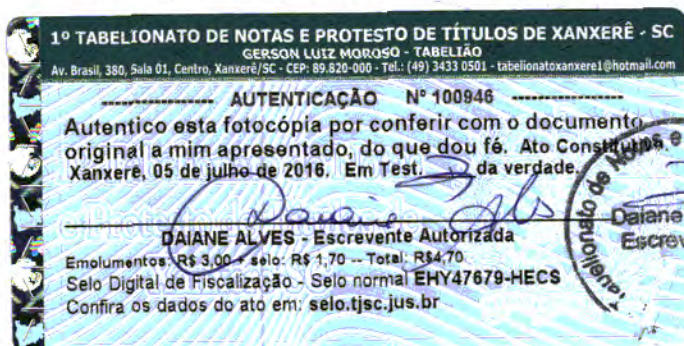 1º TABELIONATO DE NOTAS E PROTESTO DE TÍTULOS DE XANXERÊ - SC
GERSON LUIZ MOROSO - TABELIÃO
Av. Brasil, 380, Sala 01, Centro, Xanxerê/SC - CEP: 89.820-000 - Tel.: (49) 3433 0501 - tabelionatoxanxere1@hotmail.com
--------------- AUTENTICAÇÃO Nº 100946 ---------------
Autentico esta fotocópia por conferir com o documento
original a mim apresentado, do que dou fé. Ato Constitutivo.
Xanxerê, 05 de julho de 2016. Em Test. da verdade.
Daiane Alves
DAIANE ALVES - Escrevente Autorizada
Emolumentos: R$ 3,00 + selo: R$ 1,70 -- Total: R$4,70
Selo Digital de Fiscalização - Selo normal EHY47679-HECS
Confira os dados do ato em: selo.tjsc.jus.br
Tabelionato de Notas e
Daiane
Escrev